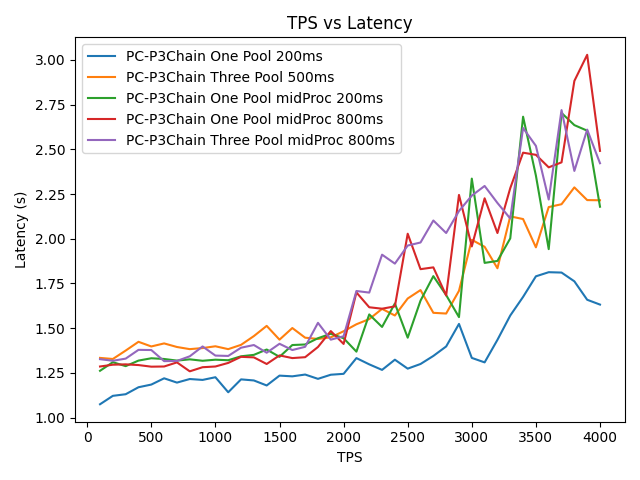 TPS vs Latency
PC-P3Chain One Pool 200ms
PC-P3Chain Three Pool 500ms
PC-P3Chain One Pool midProc 200ms
PC-P3Chain One Pool midProc 800ms
PC-P3Chain Three Pool midProc 800ms
Latency (s)
3.00
2.75
2.50
2.25
2.00
1.75
1.50
1.25
1.00
0 500 1000 1500 2000 2500 3000 3500 4000
TPS